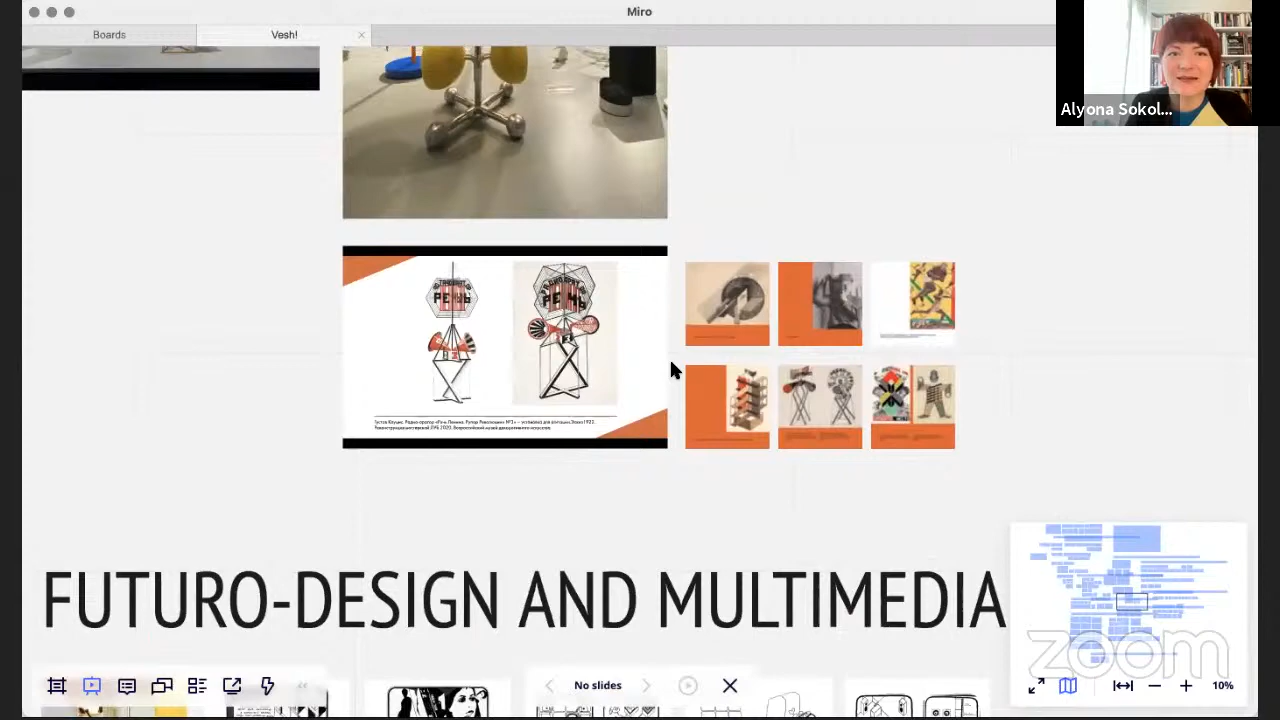 Miro
Boards
Vesh!
Alyona Sokol...
РЕЧЬ
РЕЧЬ
FUTURO-DESIGN AND MULTIMEDIA
zoom
No slides
10%